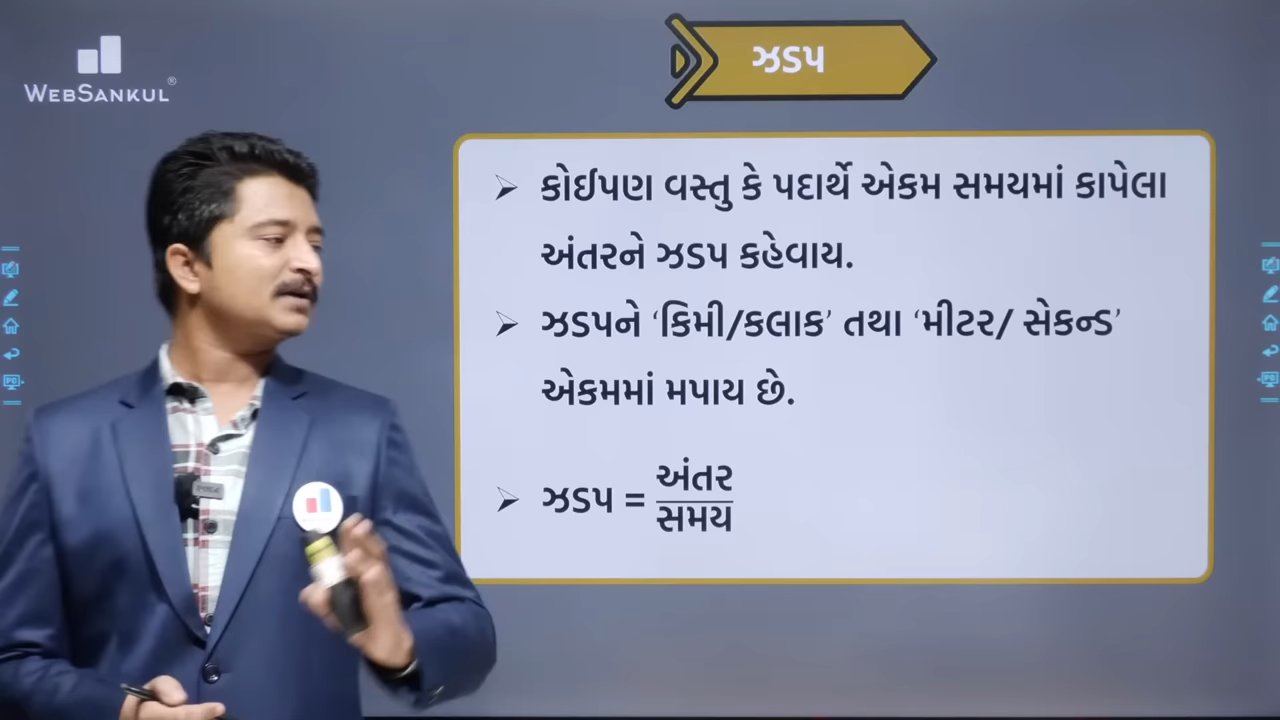 WEBSANKUL®
ઝડપ
➢ કોઈપણ વસ્તુ કે પદાર્થે એકમ સમયમાં કાપેલા
અંતરને ઝડપ કહેવાય.
➢ ઝડપને ‘કિમી/કલાક’ તથા ‘મીટર/ સેકન્ડ’
એકમમાં મપાય છે.
➢ ઝડપ = અંતર
સમય